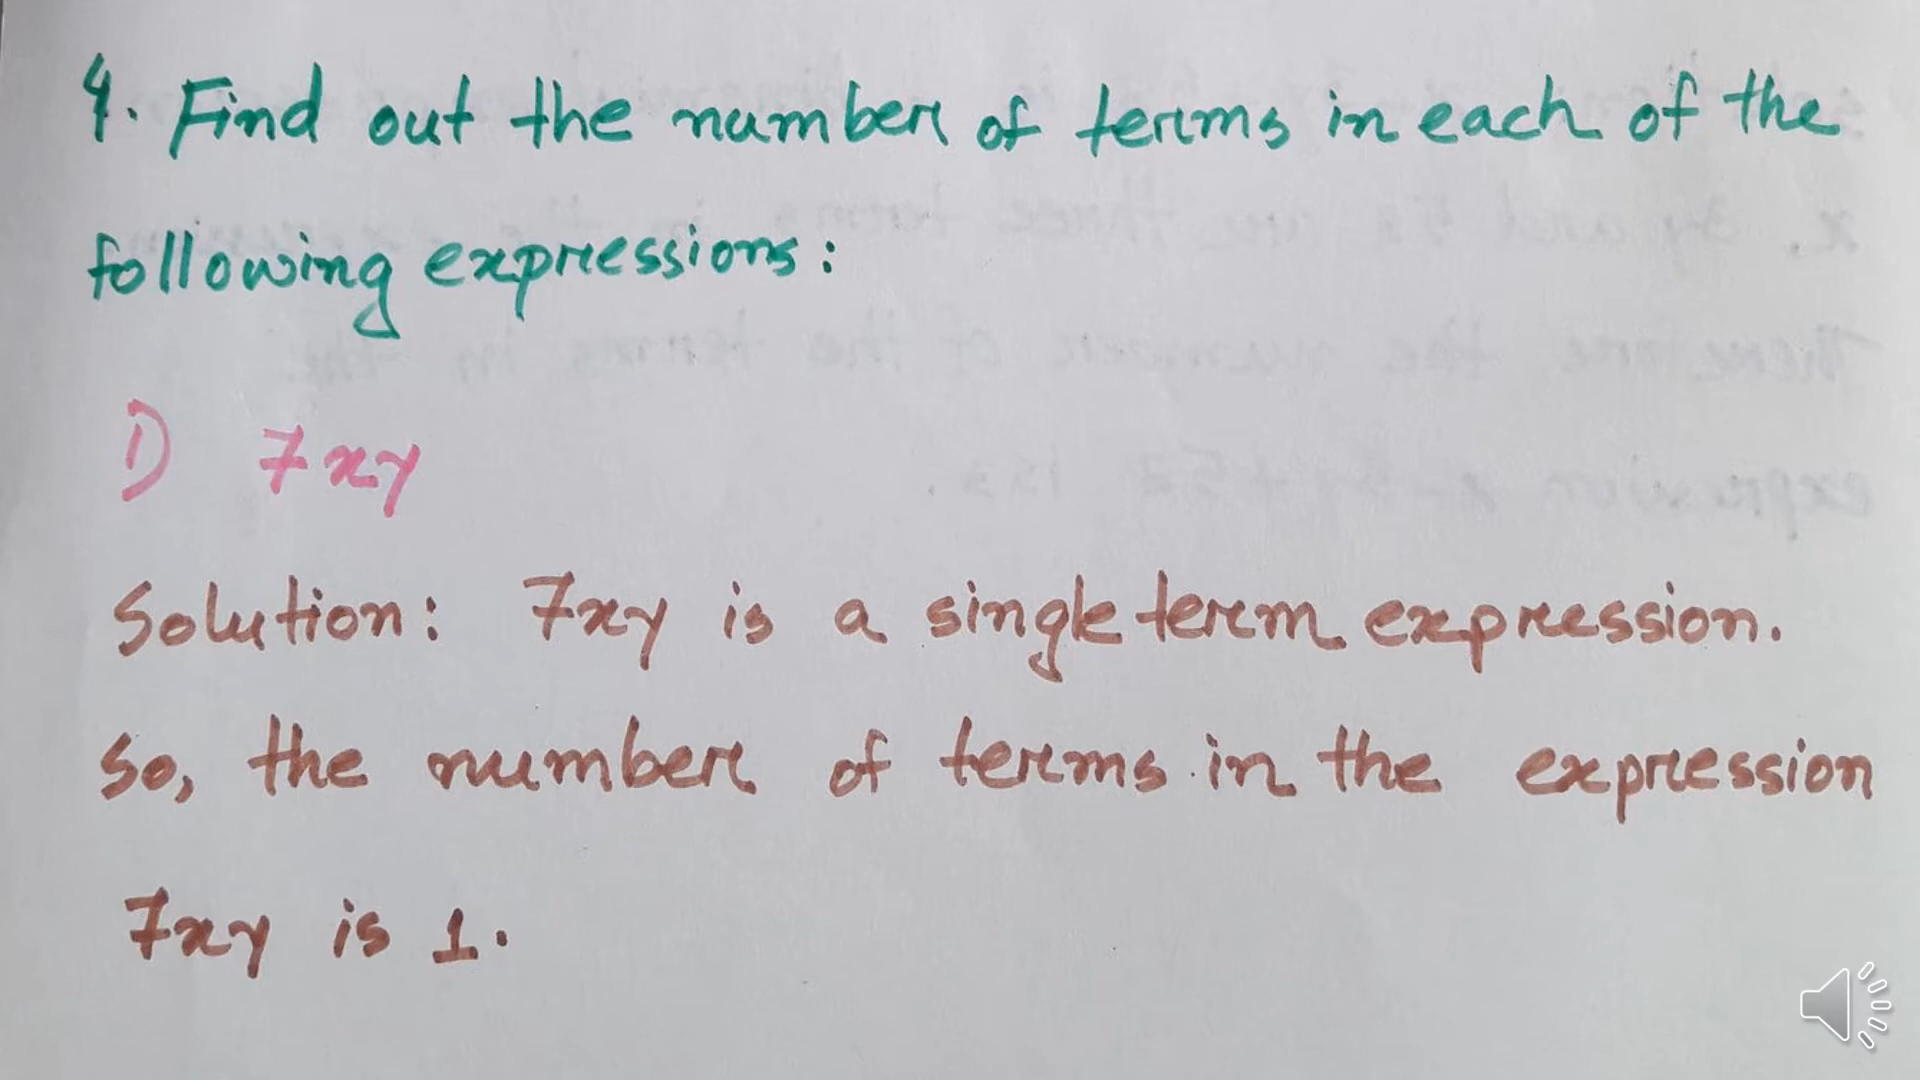 4. Find out the number of terms in each of the
following expressions:
1) 7xy
Solution: 7xy is a single term expression.
So, the number of terms in the expression
7xy is 1.